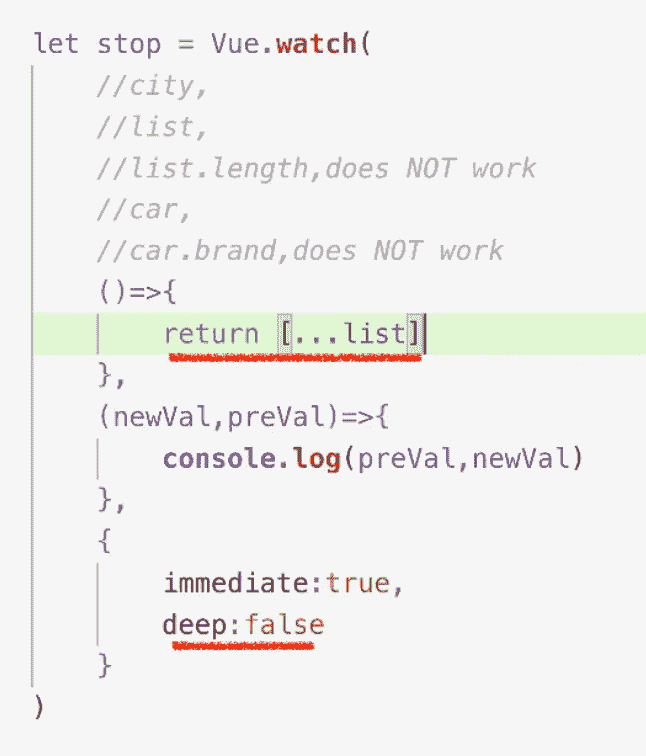 let stop = Vue.watch(
//city,
//list,
//list.length,does NOT work
//car,
//car.brand,does NOT work
()=>{
return [...list]
},
(newVal,preVal)=>{
console.log(preVal,newVal)
},
{
immediate:true,
deep:false
}
)